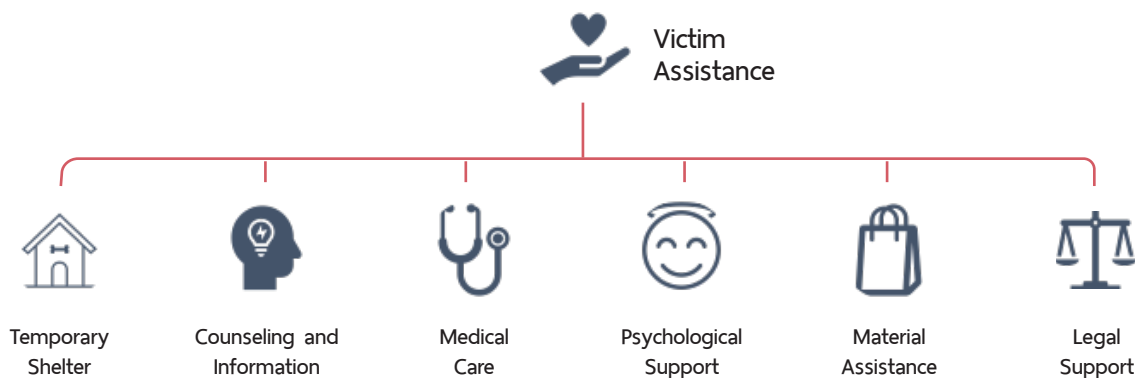 Victim
Assistance
Temporary
Shelter
Counseling and
Information
Medical
Care
Psychological
Support
Material
Assistance
Legal
Support